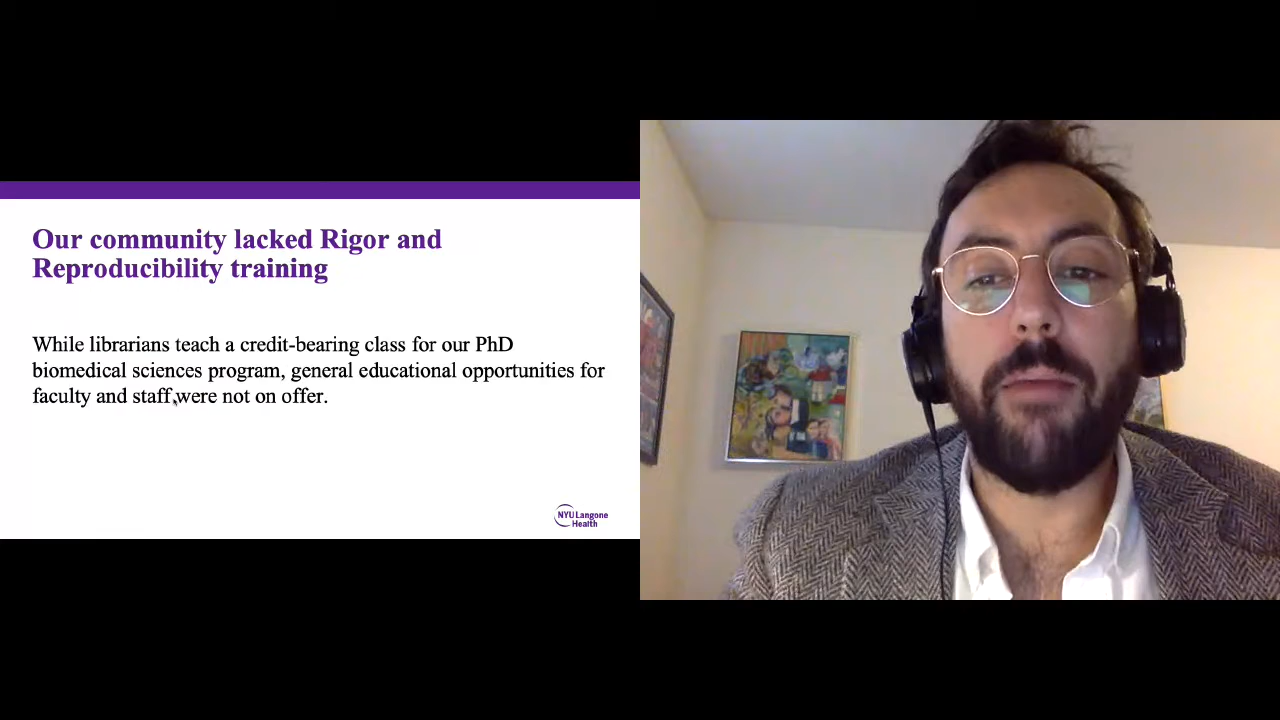 Our community lacked Rigor and
Reproducibility training
While librarians teach a credit-bearing class for our PhD
biomedical sciences program, general educational opportunities for
faculty and staff were not on offer.
NYU Langone
Health